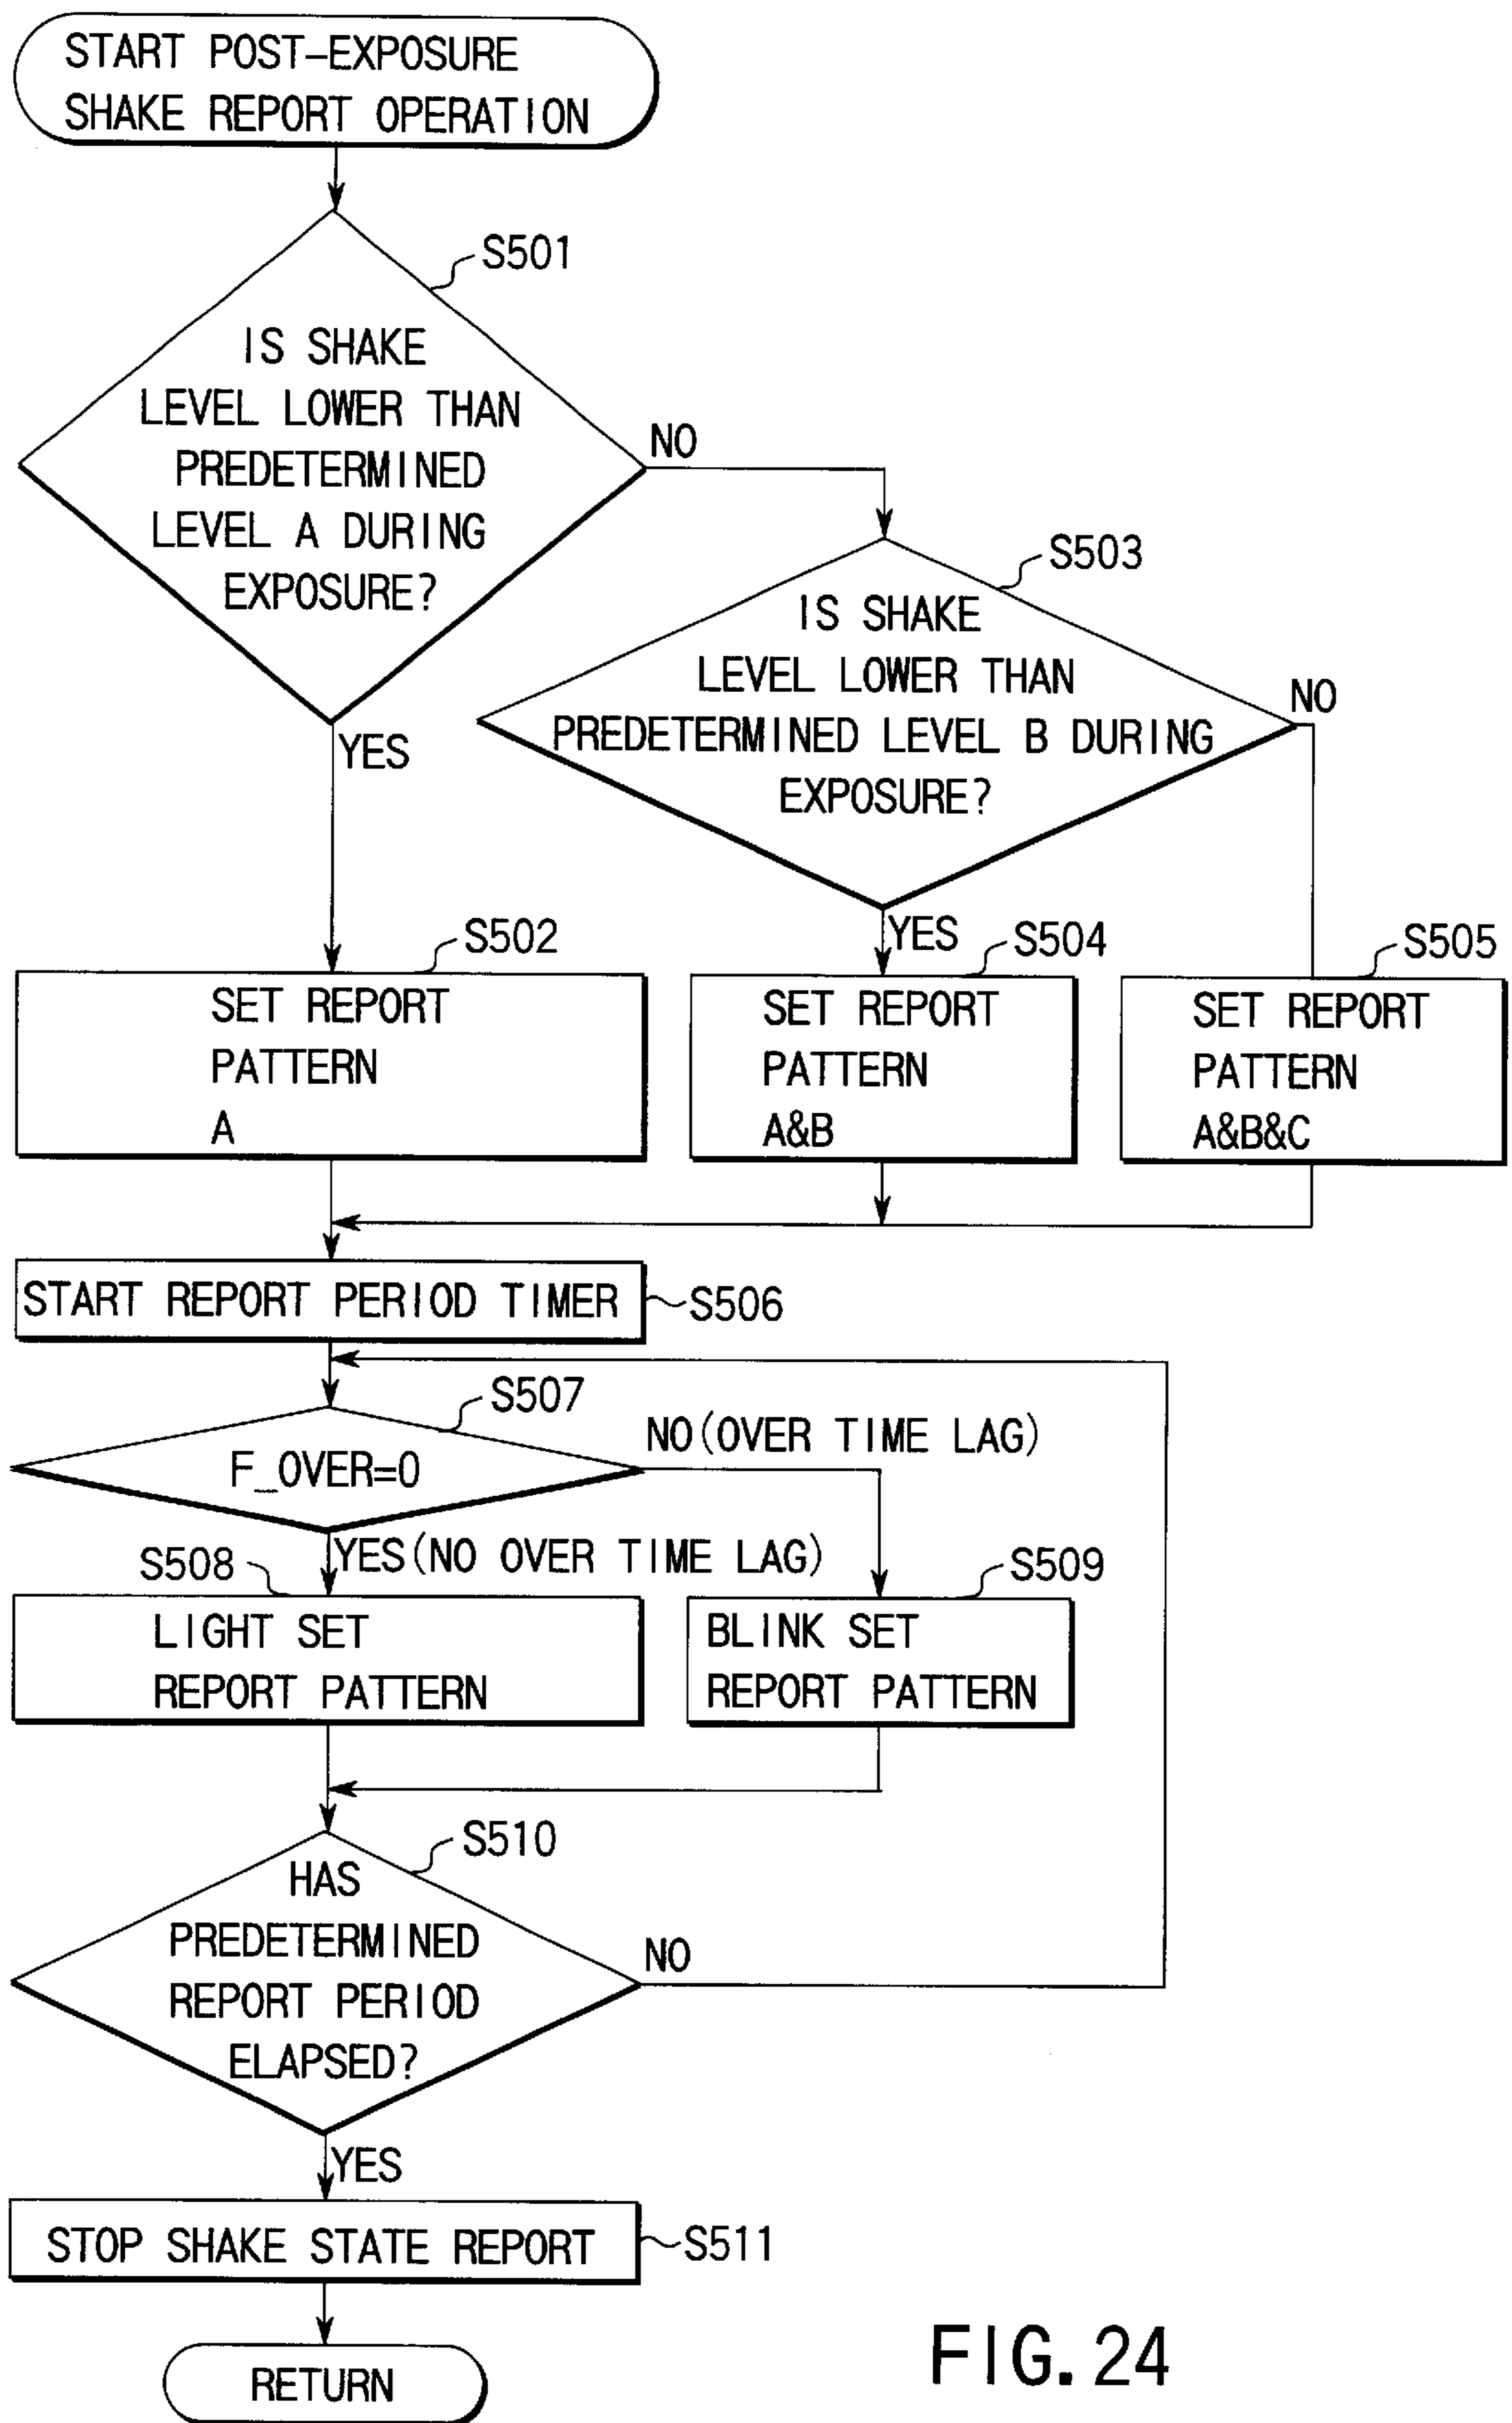 START POST-EXPOSURE
SHAKE REPORT OPERATION
S501
IS SHAKE
LEVEL LOWER THAN
PREDETERMINED
LEVEL A DURING
EXPOSURE?
NO
YES
S503
IS SHAKE
LEVEL LOWER THAN
PREDETERMINED LEVEL B DURING
EXPOSURE?
NO
YES
S502
SET REPORT
PATTERN
A
S504
SET REPORT
PATTERN
A&B
S505
SET REPORT
PATTERN
A&B&C
START REPORT PERIOD TIMER
S506
S507
F_OVER=0
NO(OVER TIME LAG)
YES(NO OVER TIME LAG)
S508
LIGHT SET
REPORT PATTERN
S509
BLINK SET
REPORT PATTERN
S510
HAS
PREDETERMINED
REPORT PERIOD
ELAPSED?
NO
YES
STOP SHAKE STATE REPORT
S511
RETURN
FIG. 24